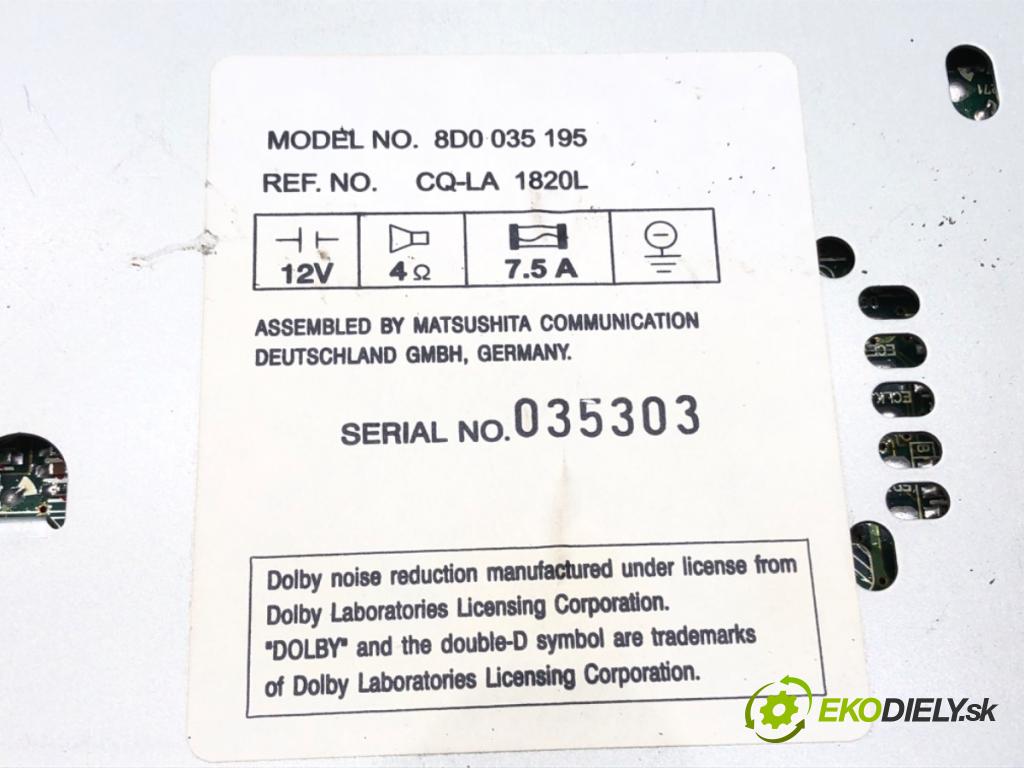 MODEL NO. 8D0 035 195
REF. NO. CQ-LA 1820L
12V 4Ω 7.5 A
ASSEMBLED BY MATSUSHITA COMMUNICATION
DEUTSCHLAND GMBH, GERMANY.
SERIAL NO. 035303
Dolby noise reduction manufactured under license from
Dolby Laboratories Licensing Corporation.
"DOLBY" and the double-D symbol are trademarks
of Dolby Laboratories Licensing Corporation.
EKODIELY.sk